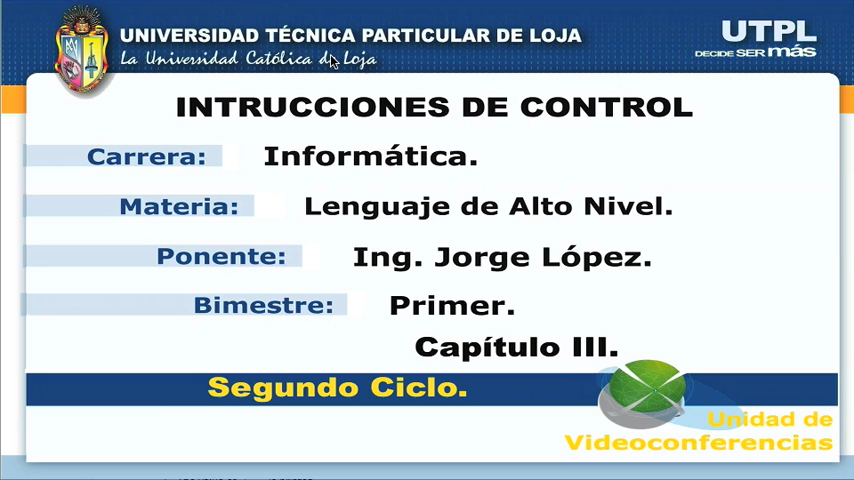 UNIVERSIDAD TÉCNICA PARTICULAR DE LOJA
La Universidad Católica de Loja
UTPL
DECIDE SER más
INTRUCCIONES DE CONTROL
Carrera: Informática.
Materia: Lenguaje de Alto Nivel.
Ponente: Ing. Jorge López.
Bimestre: Primer.
Capítulo III.
Segundo Ciclo.
Unidad de
Videoconferencias